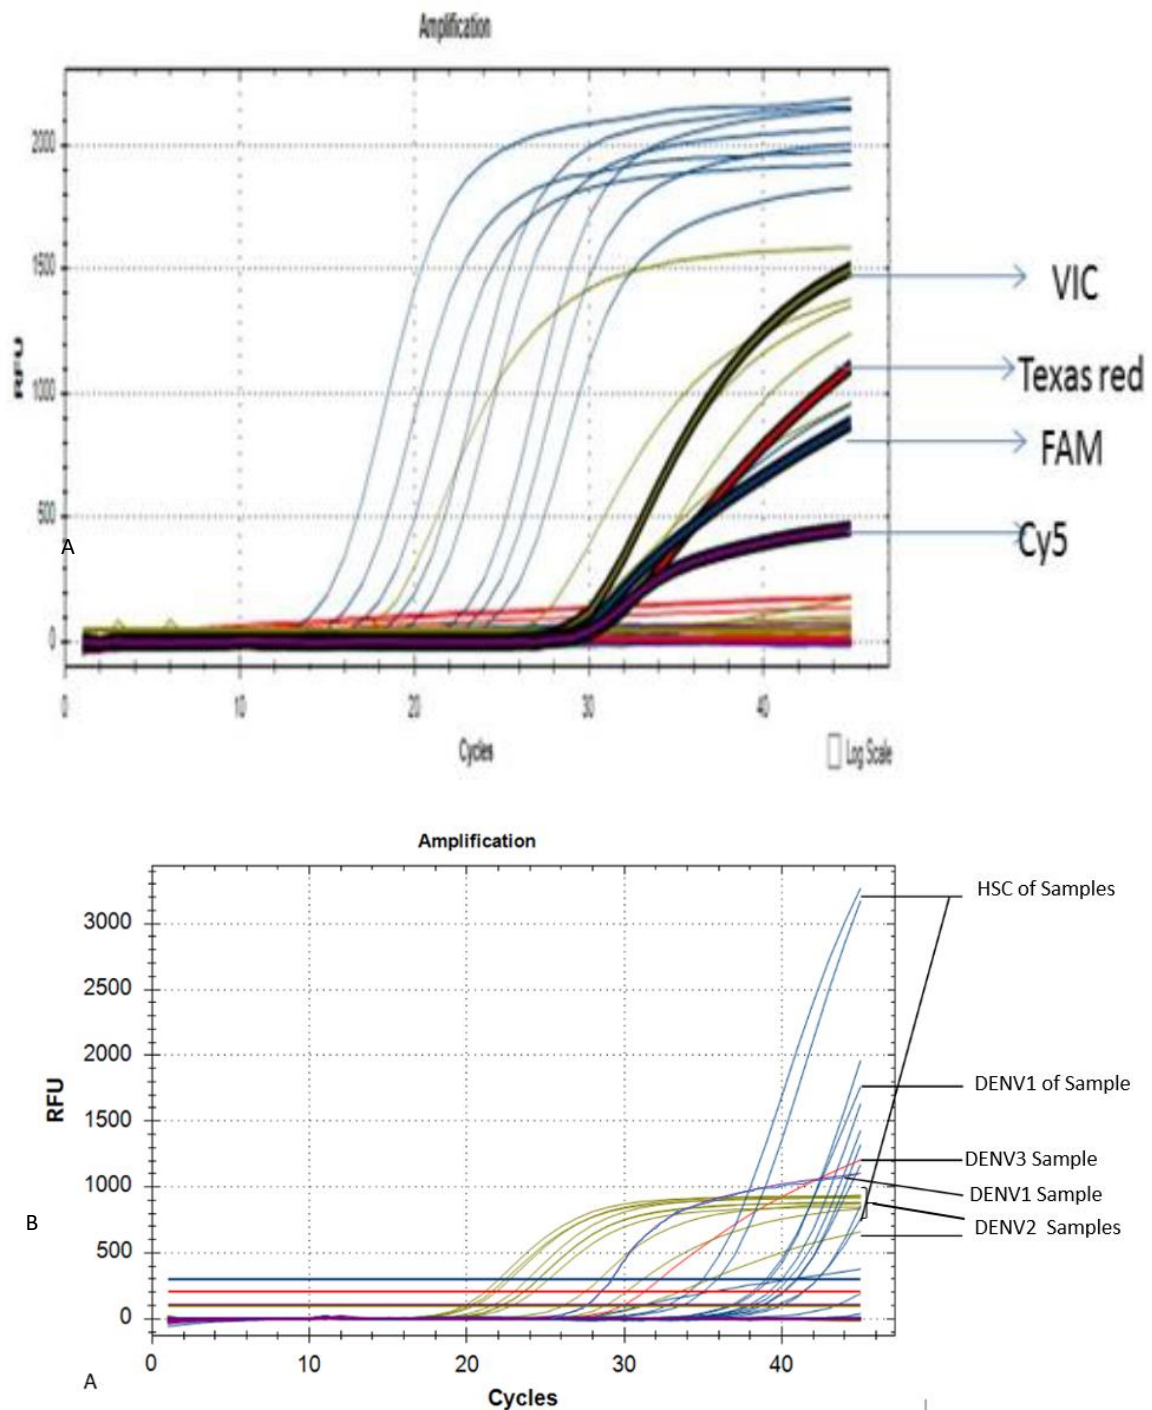 Amplification
2000
1500
1000
500
0
RFU
A
VIC
Texas red
FAM
Cy5
0 10 20 30 40
Cycles
Log Scale
Amplification
3000
2500
2000
1500
1000
500
0
RFU
B
HSC of Samples
DENV1 of Sample
DENV3 Sample
DENV1 Sample
DENV2 Samples
0 10 20 30 40
A
Cycles